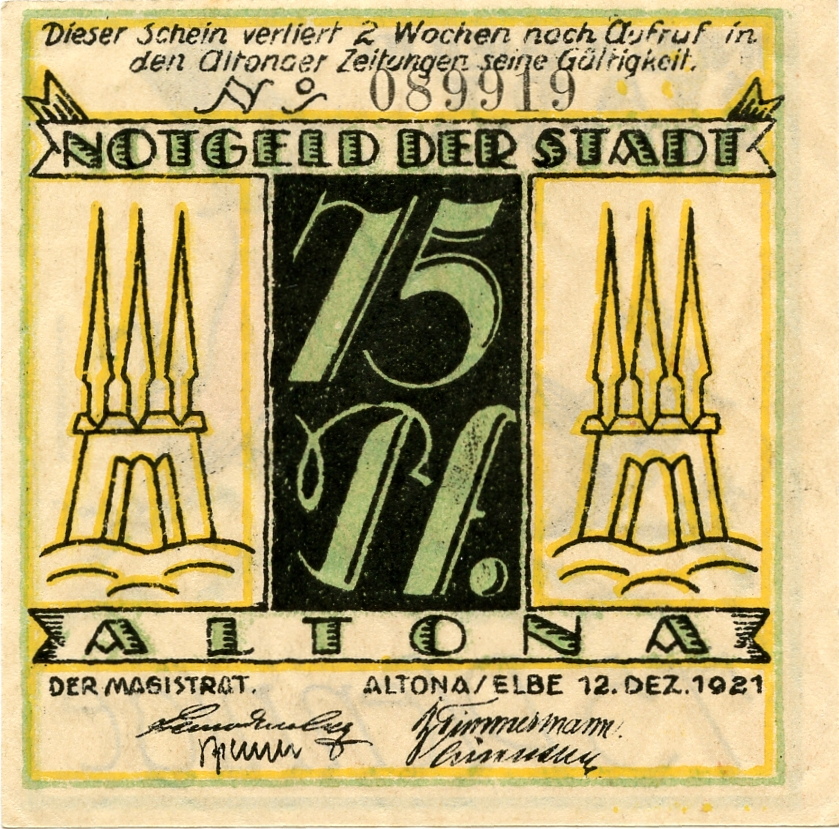 Dieser Schein verliert 2 Wochen nach Aufruf in
den Altonaer Zeitungen seine Gültigkeit.
No 089919
NOTGELD DER STADT
75
Pf.
ALTONA
DER MAGISTRAT. ALTONA/ELBE 12. DEZ. 1921
Timmermann